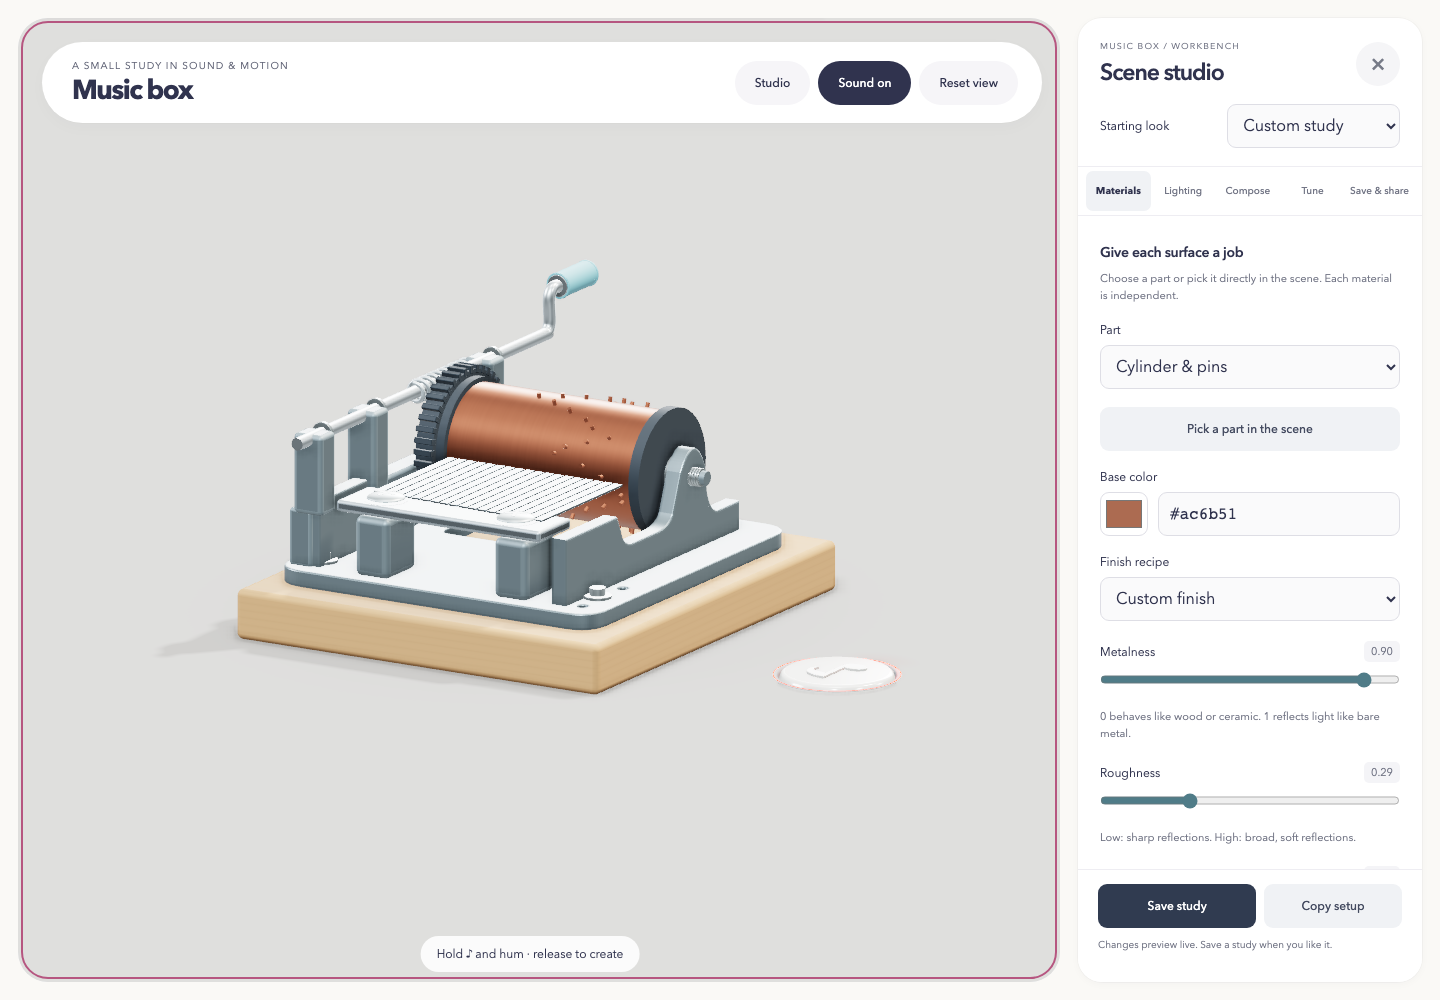 A SMALL STUDY IN SOUND & MOTION
Music box
Studio
Sound on
Reset view
Hold ♪ and hum · release to create
MUSIC BOX / WORKBENCH
Scene studio
Starting look
Custom study
Materials
Lighting
Compose
Tune
Save & share
Give each surface a job
Choose a part or pick it directly in the scene. Each material
is independent.
Part
Cylinder & pins
Pick a part in the scene
Base color
#ac6b51
Finish recipe
Custom finish
Metalness
0.90
0 behaves like wood or ceramic. 1 reflects light like bare
metal.
Roughness
0.29
Low: sharp reflections. High: broad, soft reflections.
Save study
Copy setup
Changes preview live. Save a study when you like it.